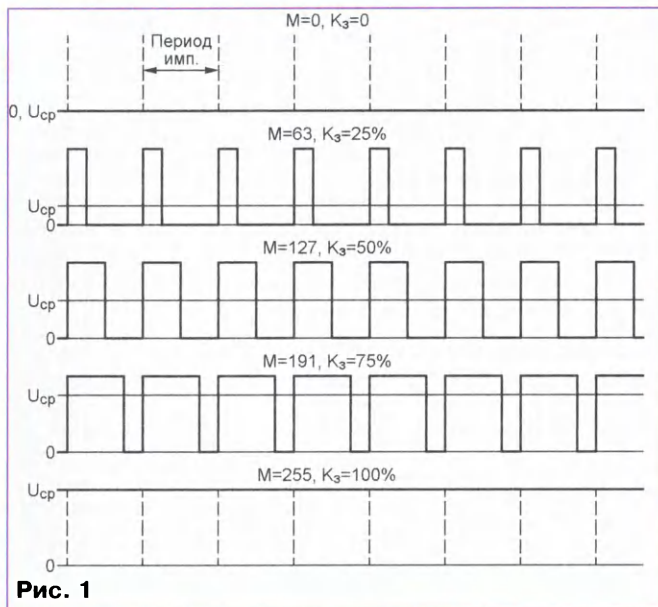 M=0, Kз=0
Период
имп.
0, Uср
M=63, Kз=25%
Uср
0
M=127, Kз=50%
Uср
0
M=191, Kз=75%
Uср
0
M=255, Kз=100%
Uср
0
Рис. 1